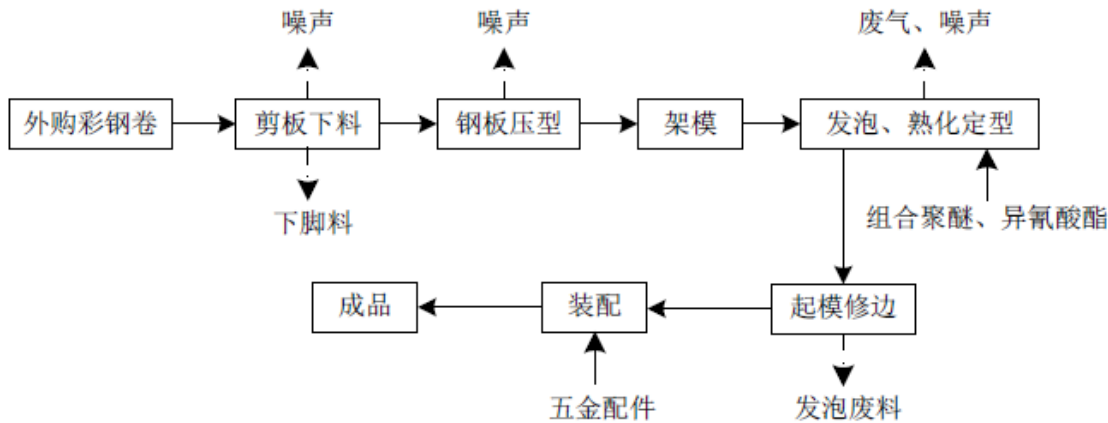 噪声
噪声
废气、噪声
外购彩钢卷
剪板下料
钢板压型
架模
发泡、熟化定型
下脚料
组合聚醚、异氰酸酯
成品
装配
起模修边
五金配件
发泡废料